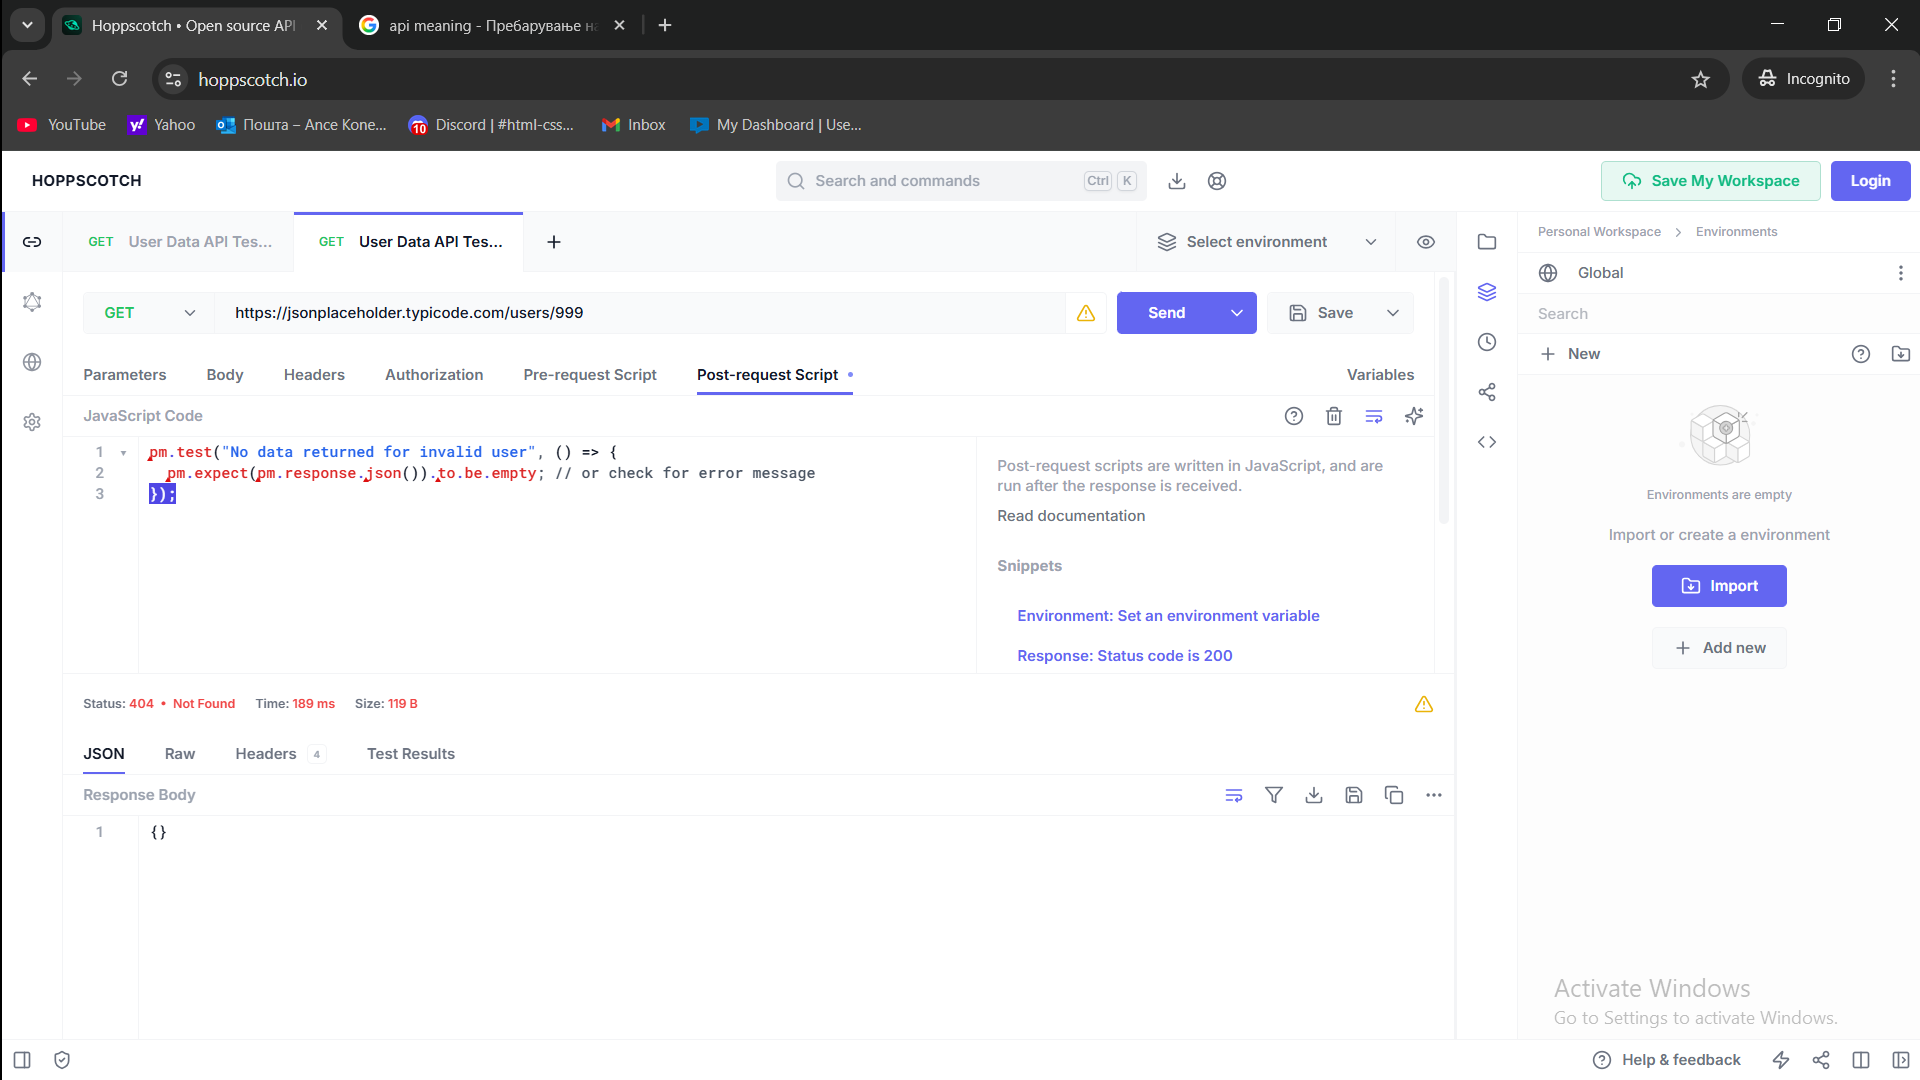 Hoppscotch • Open source API
api meaning - Пребарување на
hoppscotch.io
Incognito
YouTube
Yahoo
Пошта – Ance Kone...
Discord | #html-css...
Inbox
My Dashboard | Use...
HOPPSCOTCH
Search and commands
Ctrl K
Save My Workspace
Login
GET User Data API Tes...
GET User Data API Tes...
Select environment
GET
https://jsonplaceholder.typicode.com/users/999
Send
Save
Parameters
Body
Headers
Authorization
Pre-request Script
Post-request Script
Variables
JavaScript Code
1 pm.test("No data returned for invalid user", () => {
2 pm.expect(pm.response.json()).to.be.empty; // or check for error message
3 });
Post-request scripts are written in JavaScript, and are
run after the response is received.
Read documentation
Snippets
Environment: Set an environment variable
Response: Status code is 200
Status: 404 • Not Found Time: 189 ms Size: 119 B
JSON
Raw
Headers 4
Test Results
Response Body
1 {}
Personal Workspace > Environments
Global
Search
New
Environments are empty
Import or create a environment
Import
Add new
Activate Windows
Go to Settings to activate Windows.
Help & feedback